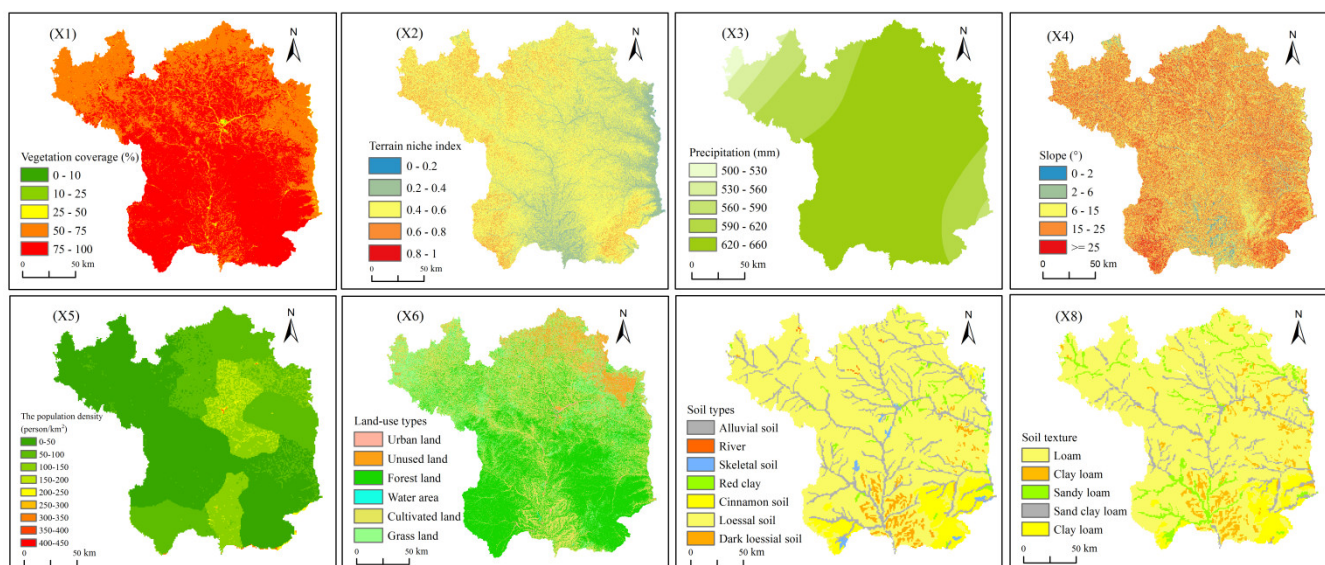 (X1)
N
Vegetation coverage (%)
0 - 10
10 - 25
25 - 50
50 - 75
75 - 100
0 50 km
(X2)
N
Terrain niche index
0 - 0.2
0.2 - 0.4
0.4 - 0.6
0.6 - 0.8
0.8 - 1
0 50 km
(X3)
N
Precipitation (mm)
500 - 530
530 - 560
560 - 590
590 - 620
620 - 660
0 50 km
(X4)
N
Slope (°)
0 - 2
2 - 6
6 - 15
15 - 25
>= 25
0 50 km
(X5)
N
The population density
(person/km²)
0-50
50-100
100-150
150-200
200-250
250-300
300-350
350-400
400-450
0 50 km
(X6)
N
Land-use types
Urban land
Unused land
Forest land
Water area
Cultivated land
Grass land
0 50 km
N
Soil types
Alluvial soil
River
Skeletal soil
Red clay
Cinnamon soil
Loessal soil
Dark loessial soil
0 50 km
(X8)
N
Soil texture
Loam
Clay loam
Sandy loam
Sand clay loam
Clay loam
0 50 km